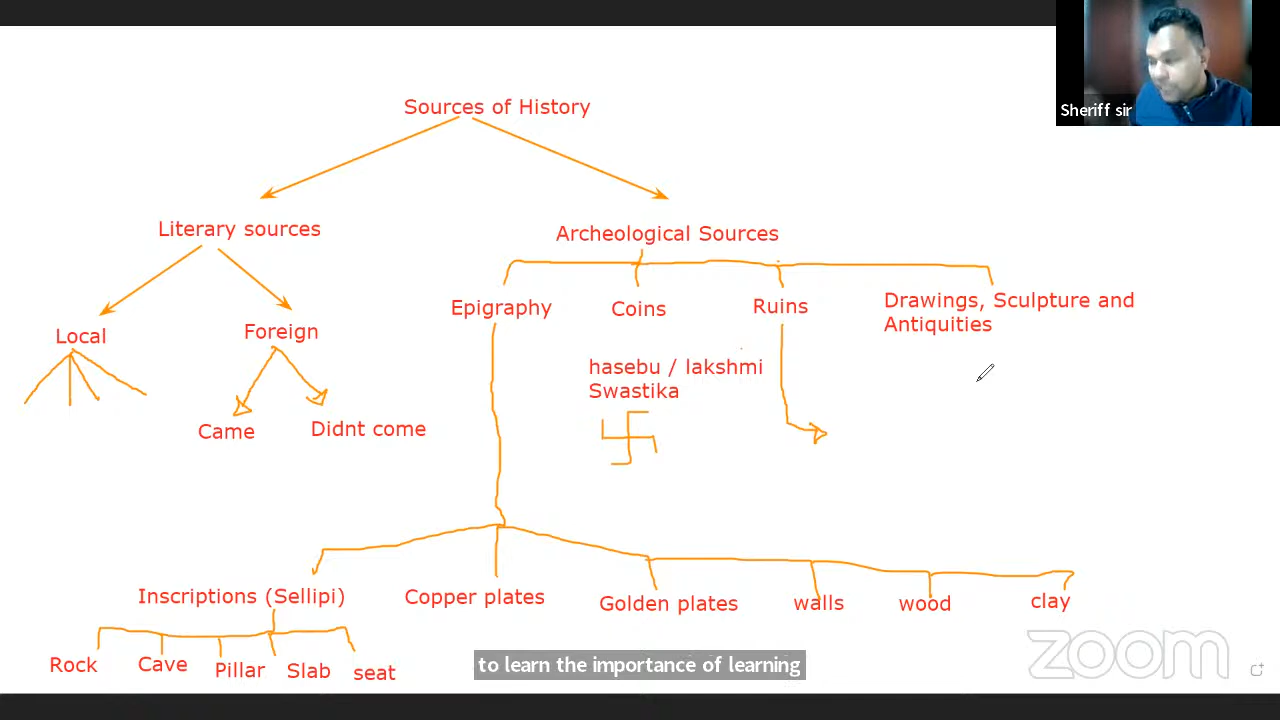 Sheriff sir
Sources of History
Literary sources
Archeological Sources
Local
Foreign
Epigraphy
Coins
Ruins
Drawings, Sculpture and
Antiquities
hasebu / lakshmi
Swastika
Came
Didnt come
Inscriptions (Sellipi)
Copper plates
Golden plates
walls
wood
clay
Rock
Cave
Pillar
Slab
seat
to learn the importance of learning
zoom